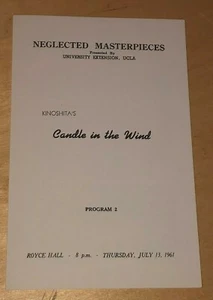 NEGLECTED MASTERPIECES
Presented By
UNIVERSITY EXTENSION, UCLA
KINOSHITA'S
Candle in the Wind
PROGRAM 2
ROYCE HALL - 8 p.m. - THURSDAY, JULY 13, 1961